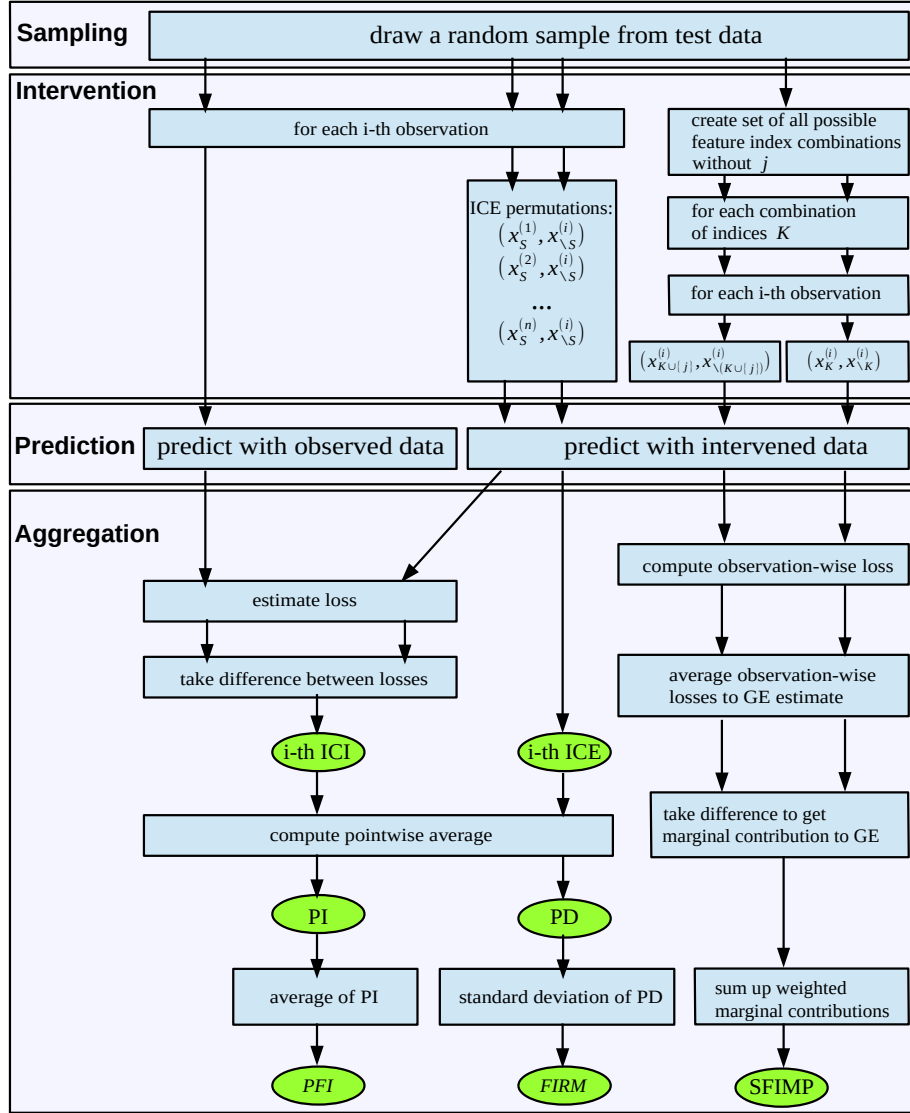 Sampling
draw a random sample from test data
Intervention
for each i-th observation
create set of all possible
feature index combinations
without j
ICE permutations:
(x_S^(1), x_\S^(i))
(x_S^(2), x_\S^(i))
...
(x_S^(n), x_\S^(i))
for each combination
of indices K
for each i-th observation
(x_{K∪{j}}^(i), x_{\(K∪{j})}^(i))
(x_K^(i), x_\K^(i))
Prediction
predict with observed data
predict with intervened data
Aggregation
estimate loss
compute observation-wise loss
take difference between losses
average observation-wise
losses to GE estimate
i-th ICI
i-th ICE
compute pointwise average
take difference to get
marginal contribution to GE
PI
PD
average of PI
standard deviation of PD
sum up weighted
marginal contributions
PFI
FIRM
SFIMP